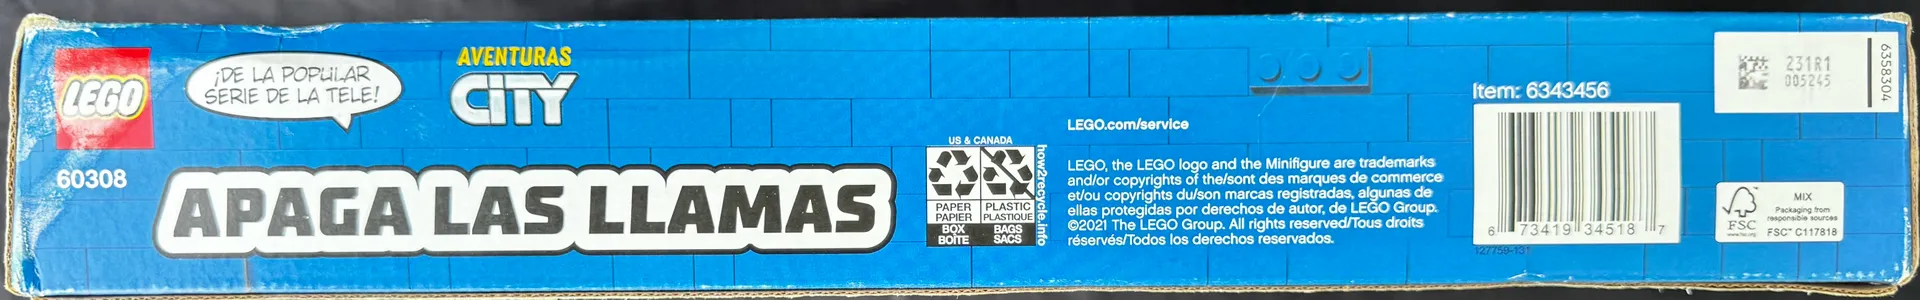 LEGO
¡DE LA POPULAR
SERIE DE LA TELE!
AVENTURAS
CITY
60308
APAGA LAS LLAMAS
US & CANADA
PAPER
PAPIER
BOX
BOÎTE
PLASTIC
PLASTIQUE
BAGS
SACS
how2recycle.info
LEGO.com/service
LEGO, the LEGO logo and the Minifigure are trademarks
and/or copyrights of the/sont des marques de commerce
et/ou copyrights du/son marcas registradas, algunas de
ellas protegidas por derechos de autor, de LEGO Group.
©2021 The LEGO Group. All rights reserved/Tous droits
réservés/Todos los derechos reservados.
Item: 6343456
6 73419 34518 7
127759-131
231R1
005245
6358304
FSC
www.fsc.org
MIX
Packaging from
responsible sources
FSC™ C117818